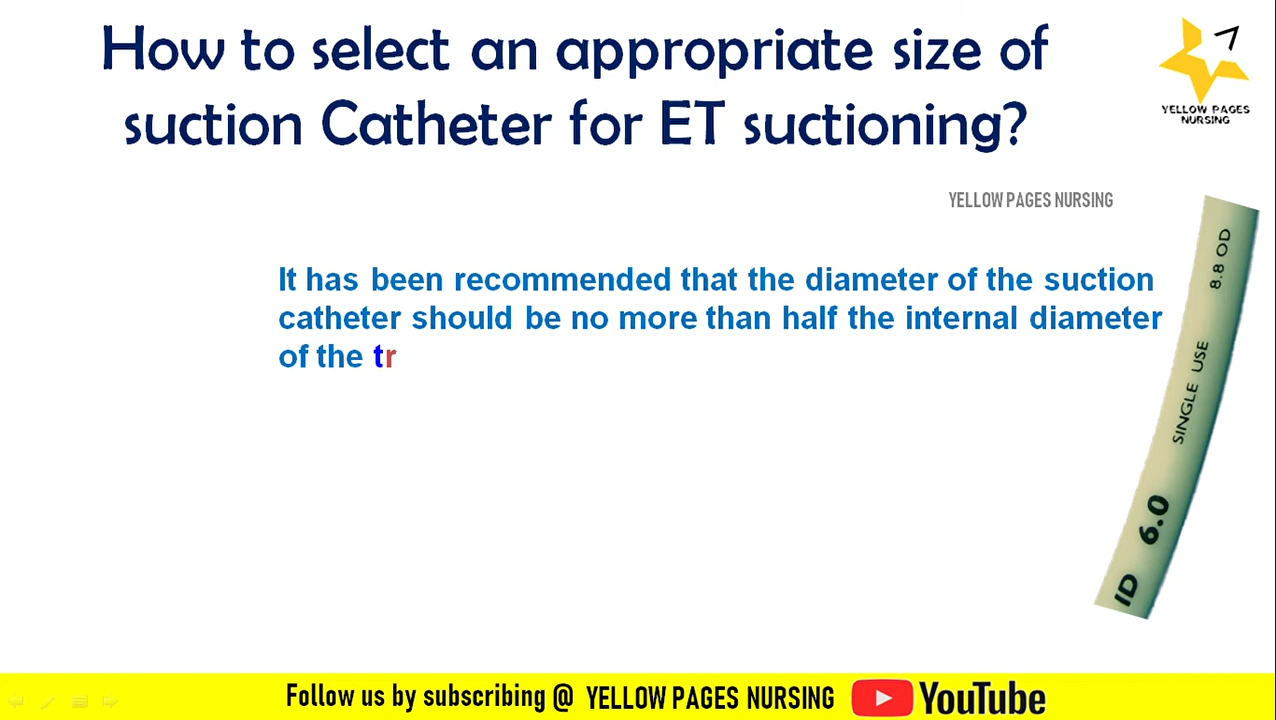 How to select an appropriate size of
suction Catheter for ET suctioning?
YELLOW PAGES
NURSING
YELLOW PAGES NURSING
It has been recommended that the diameter of the suction
catheter should be no more than half the internal diameter
of the tr
ID 6.0 SINGLE USE 8.8 OD
Follow us by subscribing @ YELLOW PAGES NURSING YouTube